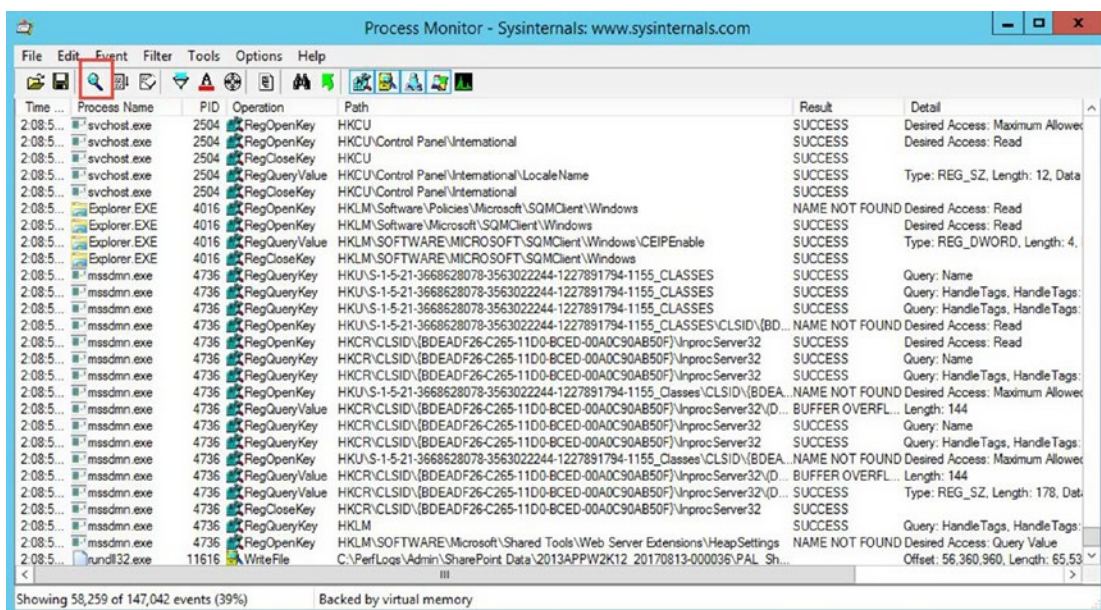 Process Monitor - Sysinternals: www.sysinternals.com
File Edit Event Filter Tools Options Help
Time ... Process Name PID Operation Path Result Detail
2:08:5... svchost.exe 2504 RegOpenKey HKCU SUCCESS Desired Access: Maximum Allowed
2:08:5... svchost.exe 2504 RegOpenKey HKCU\Control Panel\International SUCCESS Desired Access: Read
2:08:5... svchost.exe 2504 RegCloseKey HKCU SUCCESS
2:08:5... svchost.exe 2504 RegQueryValue HKCU\Control Panel\International\LocaleName SUCCESS Type: REG_SZ, Length: 12, Data
2:08:5... svchost.exe 2504 RegCloseKey HKCU\Control Panel\International SUCCESS
2:08:5... Explorer.EXE 4016 RegOpenKey HKLM\Software\Policies\Microsoft\SQMClient\Windows NAME NOT FOUND Desired Access: Read
2:08:5... Explorer.EXE 4016 RegOpenKey HKLM\Software\Microsoft\SQMClient\Windows SUCCESS Desired Access: Read
2:08:5... Explorer.EXE 4016 RegQueryValue HKLM\SOFTWARE\MICROSOFT\SQMClient\Windows\CEIPEnable SUCCESS Type: REG_DWORD, Length: 4,
2:08:5... Explorer.EXE 4016 RegCloseKey HKLM\SOFTWARE\MICROSOFT\SQMClient\Windows SUCCESS
2:08:5... mssdmn.exe 4736 RegQueryKey HKU\S-1-5-21-3668628078-3563022244-1227891794-1155_CLASSES SUCCESS Query: Name
2:08:5... mssdmn.exe 4736 RegQueryKey HKU\S-1-5-21-3668628078-3563022244-1227891794-1155_CLASSES SUCCESS Query: HandleTags, HandleTags:
2:08:5... mssdmn.exe 4736 RegQueryKey HKU\S-1-5-21-3668628078-3563022244-1227891794-1155_CLASSES SUCCESS Query: HandleTags, HandleTags:
2:08:5... mssdmn.exe 4736 RegOpenKey HKU\S-1-5-21-3668628078-3563022244-1227891794-1155_CLASSES\CLSID\{BD... NAME NOT FOUND Desired Access: Read
2:08:5... mssdmn.exe 4736 RegOpenKey HKCR\CLSID\{BDEADF26-C265-11D0-BCED-00A0C90AB50F}\InprocServer32 SUCCESS Desired Access: Read
2:08:5... mssdmn.exe 4736 RegQueryKey HKCR\CLSID\{BDEADF26-C265-11D0-BCED-00A0C90AB50F}\InprocServer32 SUCCESS Query: Name
2:08:5... mssdmn.exe 4736 RegQueryKey HKCR\CLSID\{BDEADF26-C265-11D0-BCED-00A0C90AB50F}\InprocServer32 SUCCESS Query: HandleTags, HandleTags:
2:08:5... mssdmn.exe 4736 RegOpenKey HKU\S-1-5-21-3668628078-3563022244-1227891794-1155_Classes\CLSID\{BDEA... NAME NOT FOUND Desired Access: Maximum Allowed
2:08:5... mssdmn.exe 4736 RegQueryValue HKCR\CLSID\{BDEADF26-C265-11D0-BCED-00A0C90AB50F}\InprocServer32\(D... BUFFER OVERFL... Length: 144
2:08:5... mssdmn.exe 4736 RegQueryKey HKCR\CLSID\{BDEADF26-C265-11D0-BCED-00A0C90AB50F}\InprocServer32 SUCCESS Query: Name
2:08:5... mssdmn.exe 4736 RegQueryKey HKCR\CLSID\{BDEADF26-C265-11D0-BCED-00A0C90AB50F}\InprocServer32 SUCCESS Query: HandleTags, HandleTags:
2:08:5... mssdmn.exe 4736 RegOpenKey HKU\S-1-5-21-3668628078-3563022244-1227891794-1155_Classes\CLSID\{BDEA... NAME NOT FOUND Desired Access: Maximum Allowed
2:08:5... mssdmn.exe 4736 RegQueryValue HKCR\CLSID\{BDEADF26-C265-11D0-BCED-00A0C90AB50F}\InprocServer32\(D... BUFFER OVERFL... Length: 144
2:08:5... mssdmn.exe 4736 RegQueryValue HKCR\CLSID\{BDEADF26-C265-11D0-BCED-00A0C90AB50F}\InprocServer32\(D... SUCCESS Type: REG_SZ, Length: 178, Data
2:08:5... mssdmn.exe 4736 RegCloseKey HKCR\CLSID\{BDEADF26-C265-11D0-BCED-00A0C90AB50F}\InprocServer32 SUCCESS
2:08:5... mssdmn.exe 4736 RegQueryKey HKLM SUCCESS Query: HandleTags, HandleTags:
2:08:5... mssdmn.exe 4736 RegOpenKey HKLM\SOFTWARE\Microsoft\Shared Tools\Web Server Extensions\HeapSettings NAME NOT FOUND Desired Access: Query Value
2:08:5... rundll32.exe 11616 WriteFile C:\PerfLogs\Admin\SharePoint Data\2013APPW2K12_20170813-000036\PAL_Sh... SUCCESS Offset: 56,360,960, Length: 65,53
Showing 58,259 of 147,042 events (39%) Backed by virtual memory